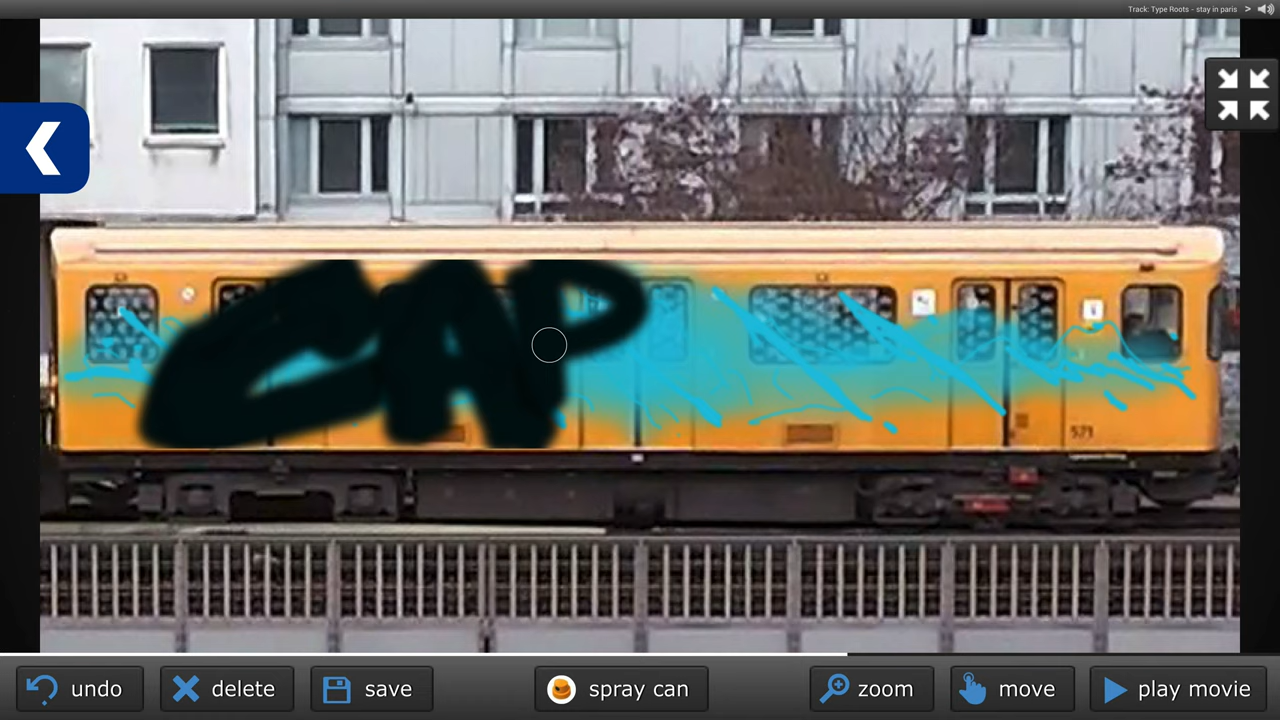 Track: Type Roots - stay in paris >
CAP
571
undo
delete
save
spray can
zoom
move
play movie